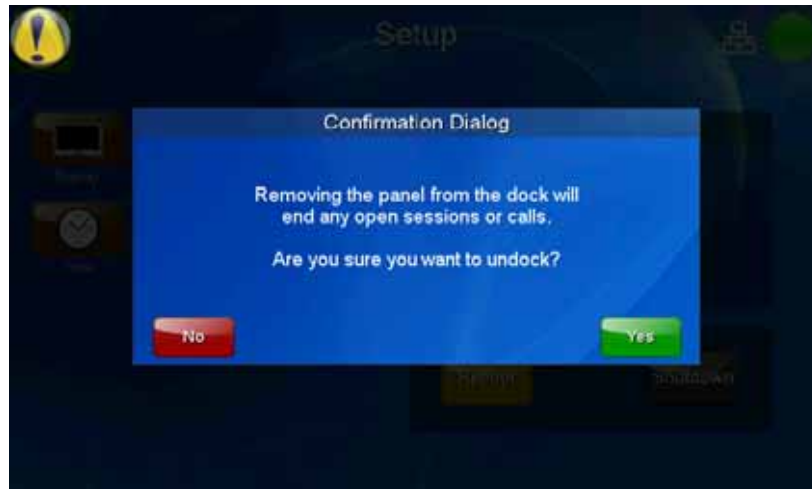 Setup
Confirmation Dialog
Removing the panel from the dock will
end any open sessions or calls.
Are you sure you want to undock?
No
Yes
Shutdown